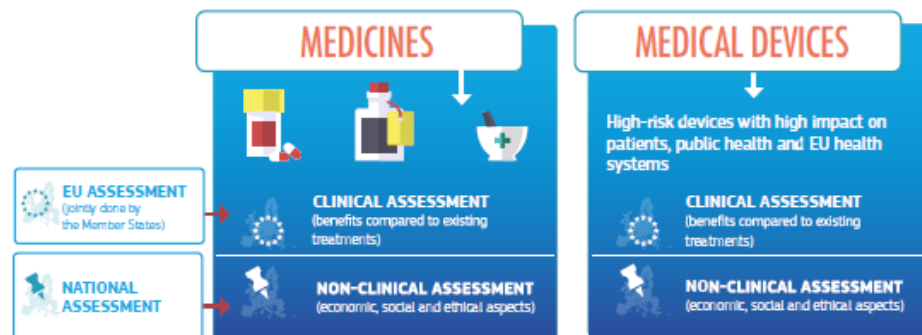 MEDICINES
MEDICAL DEVICES
High-risk devices with high impact on
patients, public health and EU health
systems
EU ASSESSMENT
(jointly done by
the Member States)
CLINICAL ASSESSMENT
(benefits compared to existing
treatments)
CLINICAL ASSESSMENT
(benefits compared to existing
treatments)
NATIONAL
ASSESSMENT
NON-CLINICAL ASSESSMENT
(economic, social and ethical aspects)
NON-CLINICAL ASSESSMENT
(economic, social and ethical aspects)